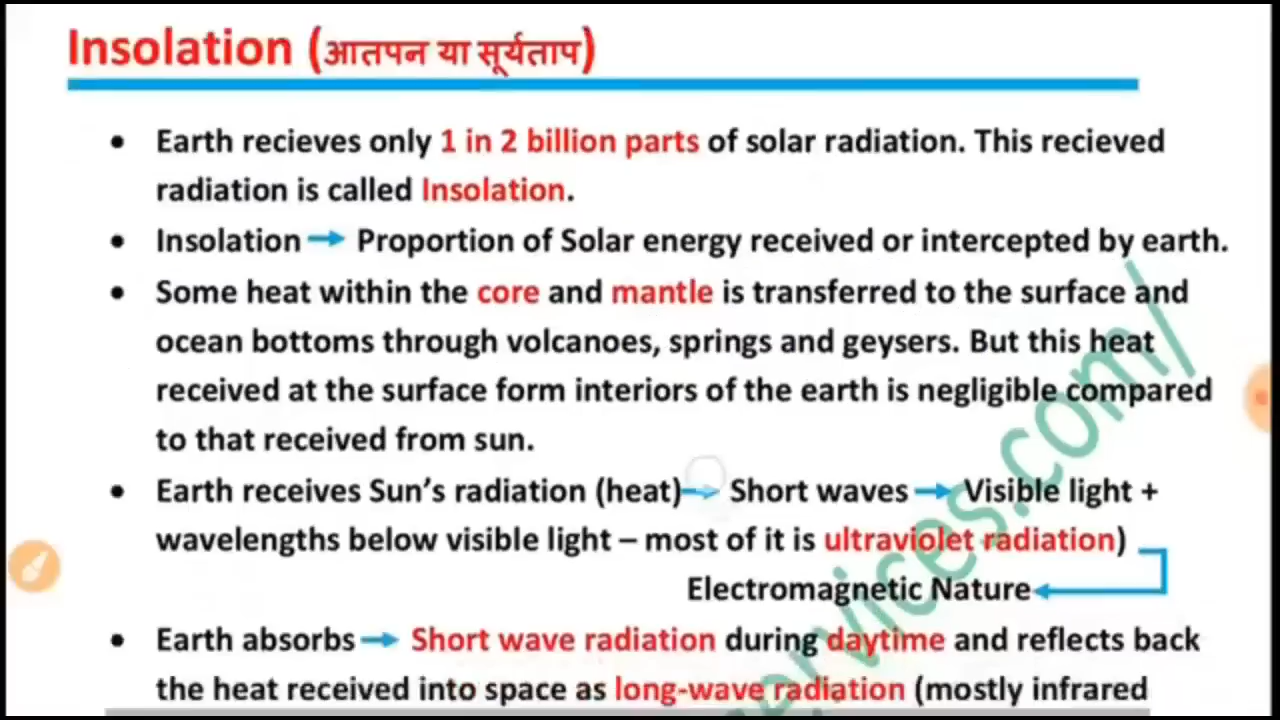 Insolation (आतपन या सूर्यताप)
• Earth recieves only 1 in 2 billion parts of solar radiation. This recieved
radiation is called Insolation.
• Insolation → Proportion of Solar energy received or intercepted by earth.
• Some heat within the core and mantle is transferred to the surface and
ocean bottoms through volcanoes, springs and geysers. But this heat
received at the surface form interiors of the earth is negligible compared
to that received from sun.
• Earth receives Sun's radiation (heat) → Short waves → Visible light +
wavelengths below visible light – most of it is ultraviolet radiation)
Electromagnetic Nature
• Earth absorbs → Short wave radiation during daytime and reflects back
the heat received into space as long-wave radiation (mostly infrared
ervices.com/